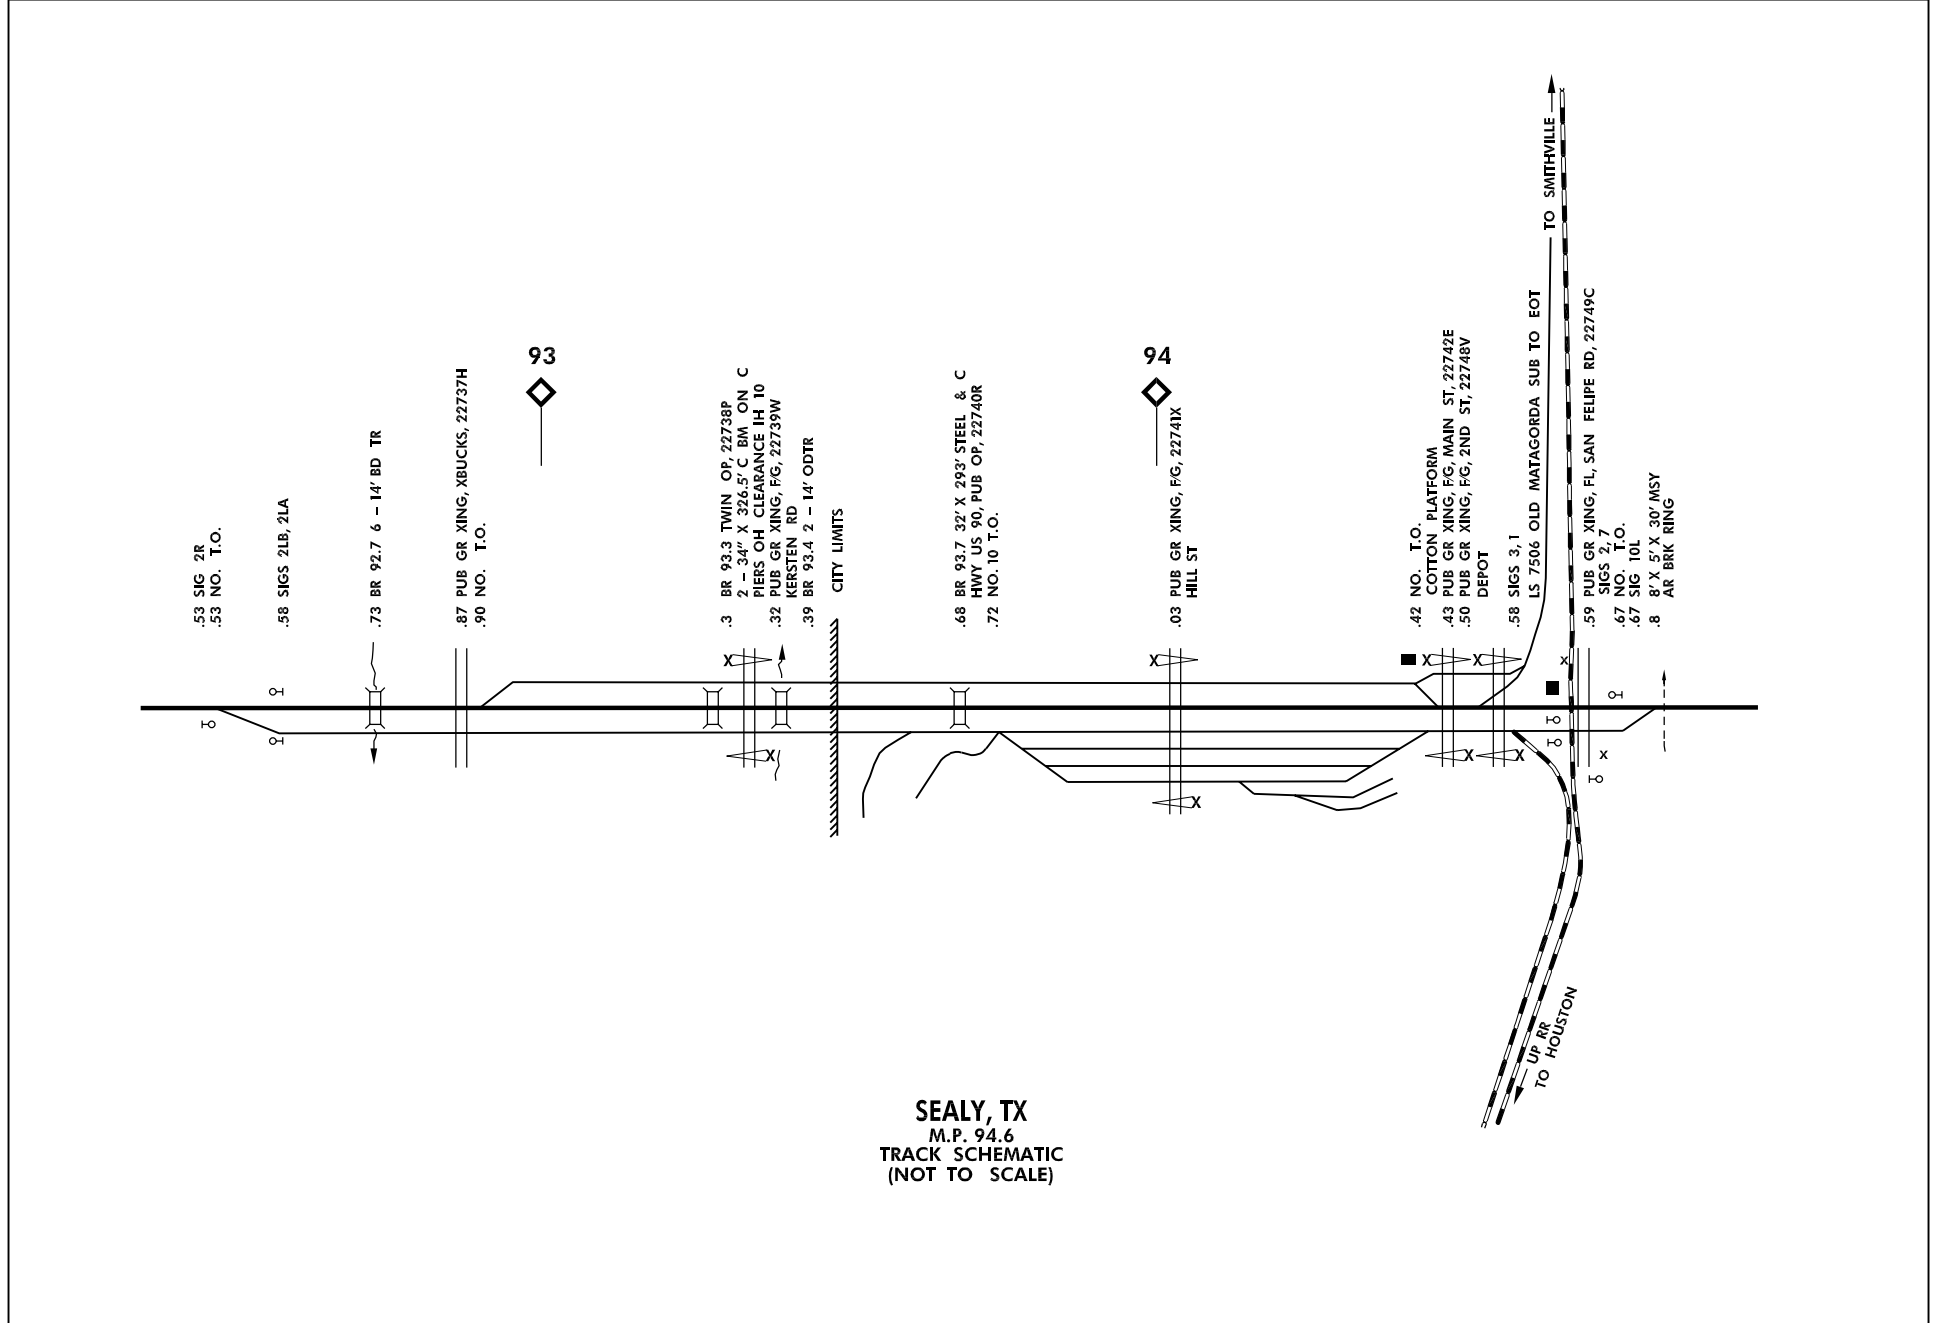 .53 SIG 2R
.53 NO. T.O.
.58 SIGS 2LB, 2LA
.73 BR 92.7 6 - 14' BD TR
.87 PUB GR XING, XBUCKS, 22737H
.90 NO. T.O.
93
.3 BR 93.3 TWIN OP, 22738P
2 - 34" X 326.5' C BM ON C
PIERS OH CLEARANCE IH 10
.32 PUB GR XING, F/G, 22739W
KERSTEN RD
.39 BR 93.4 2 - 14' ODTR
CITY LIMITS
.68 BR 93.7 32' X 293' STEEL & C
HWY US 90, PUB OP, 22740R
.72 NO. 10 T.O.
94
.03 PUB GR XING, F/G, 22741X
HILL ST
.42 NO. T.O.
COTTON PLATFORM
.43 PUB GR XING, F/G, MAIN ST, 22742E
.50 PUB GR XING, F/G, 2ND ST, 22748V
DEPOT
.58 SIGS 3, 1
LS 7506 OLD MATAGORDA SUB TO EOT
TO SMITHVILLE
.59 PUB GR XING, FL, SAN FELIPE RD, 22749C
SIGS 2, 7
.67 NO. T.O.
.67 SIG 10L
.8 8' X 5' X 30' MSY
AR BRK RING
X
X
X
X
X
X
X
X
X
X
UP RR
TO HOUSTON
SEALY, TX
M.P. 94.6
TRACK SCHEMATIC
(NOT TO SCALE)